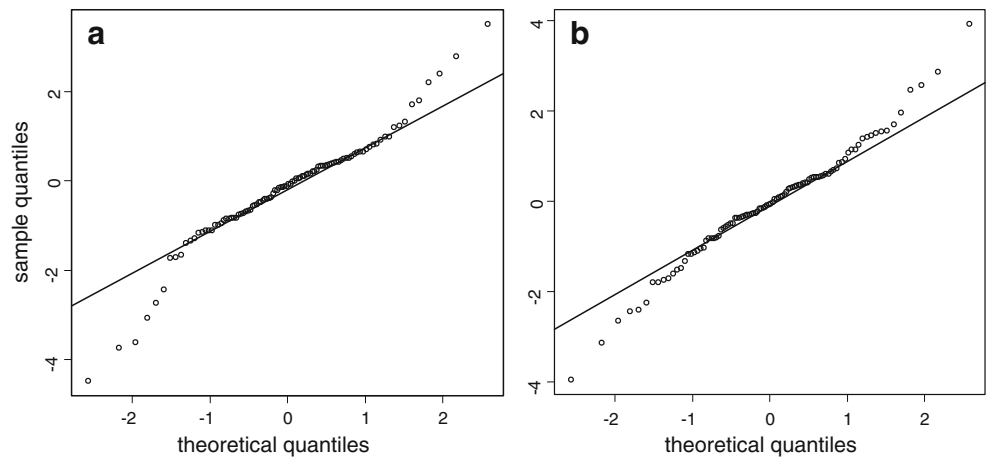 a
b
sample quantiles
2
0
-2
-4
4
2
0
-2
-4
-2 -1 0 1 2
-2 -1 0 1 2
theoretical quantiles
theoretical quantiles